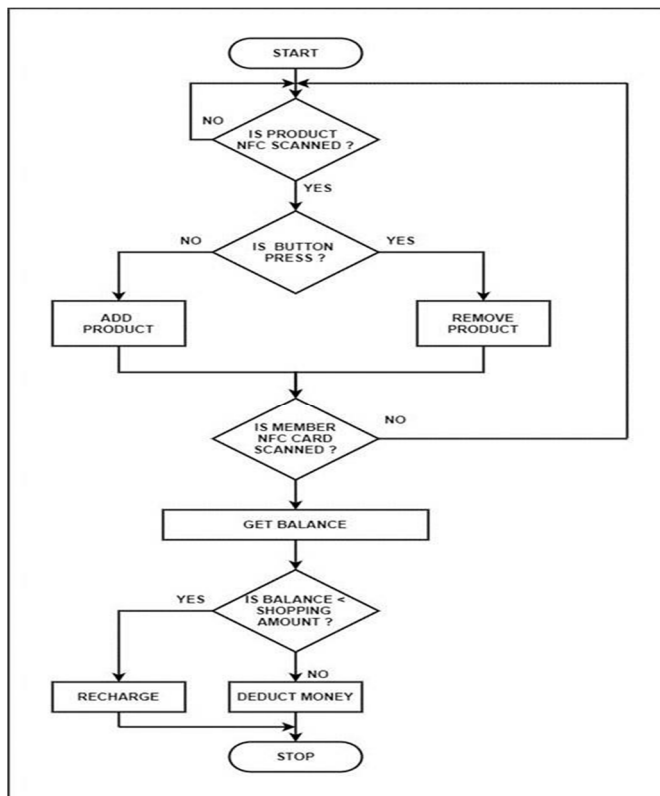 START
NO
IS PRODUCT
NFC SCANNED ?
YES
IS BUTTON
PRESS ?
NO
YES
ADD
PRODUCT
REMOVE
PRODUCT
IS MEMBER
NFC CARD
SCANNED ?
NO
GET BALANCE
IS BALANCE <
SHOPPING
AMOUNT ?
YES
NO
RECHARGE
DEDUCT MONEY
STOP